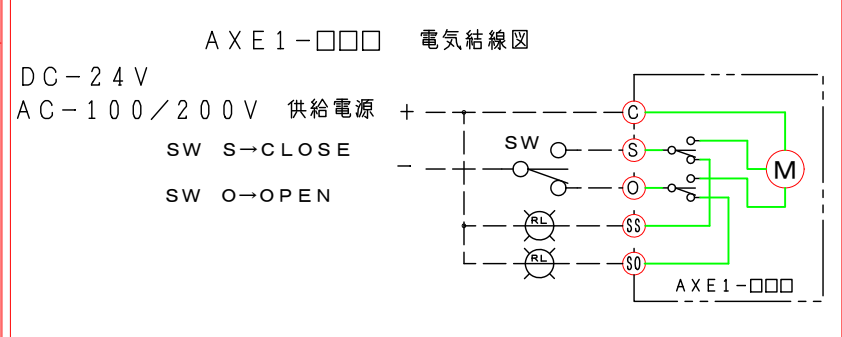 AXE1-□□□ 電気結線図
DC-24V
AC-100/200V 供給電源 +
-
SW S→CLOSE
SW O→OPEN
SW
C
S
O
SS
SO
RL
RL
M
AXE1-□□□